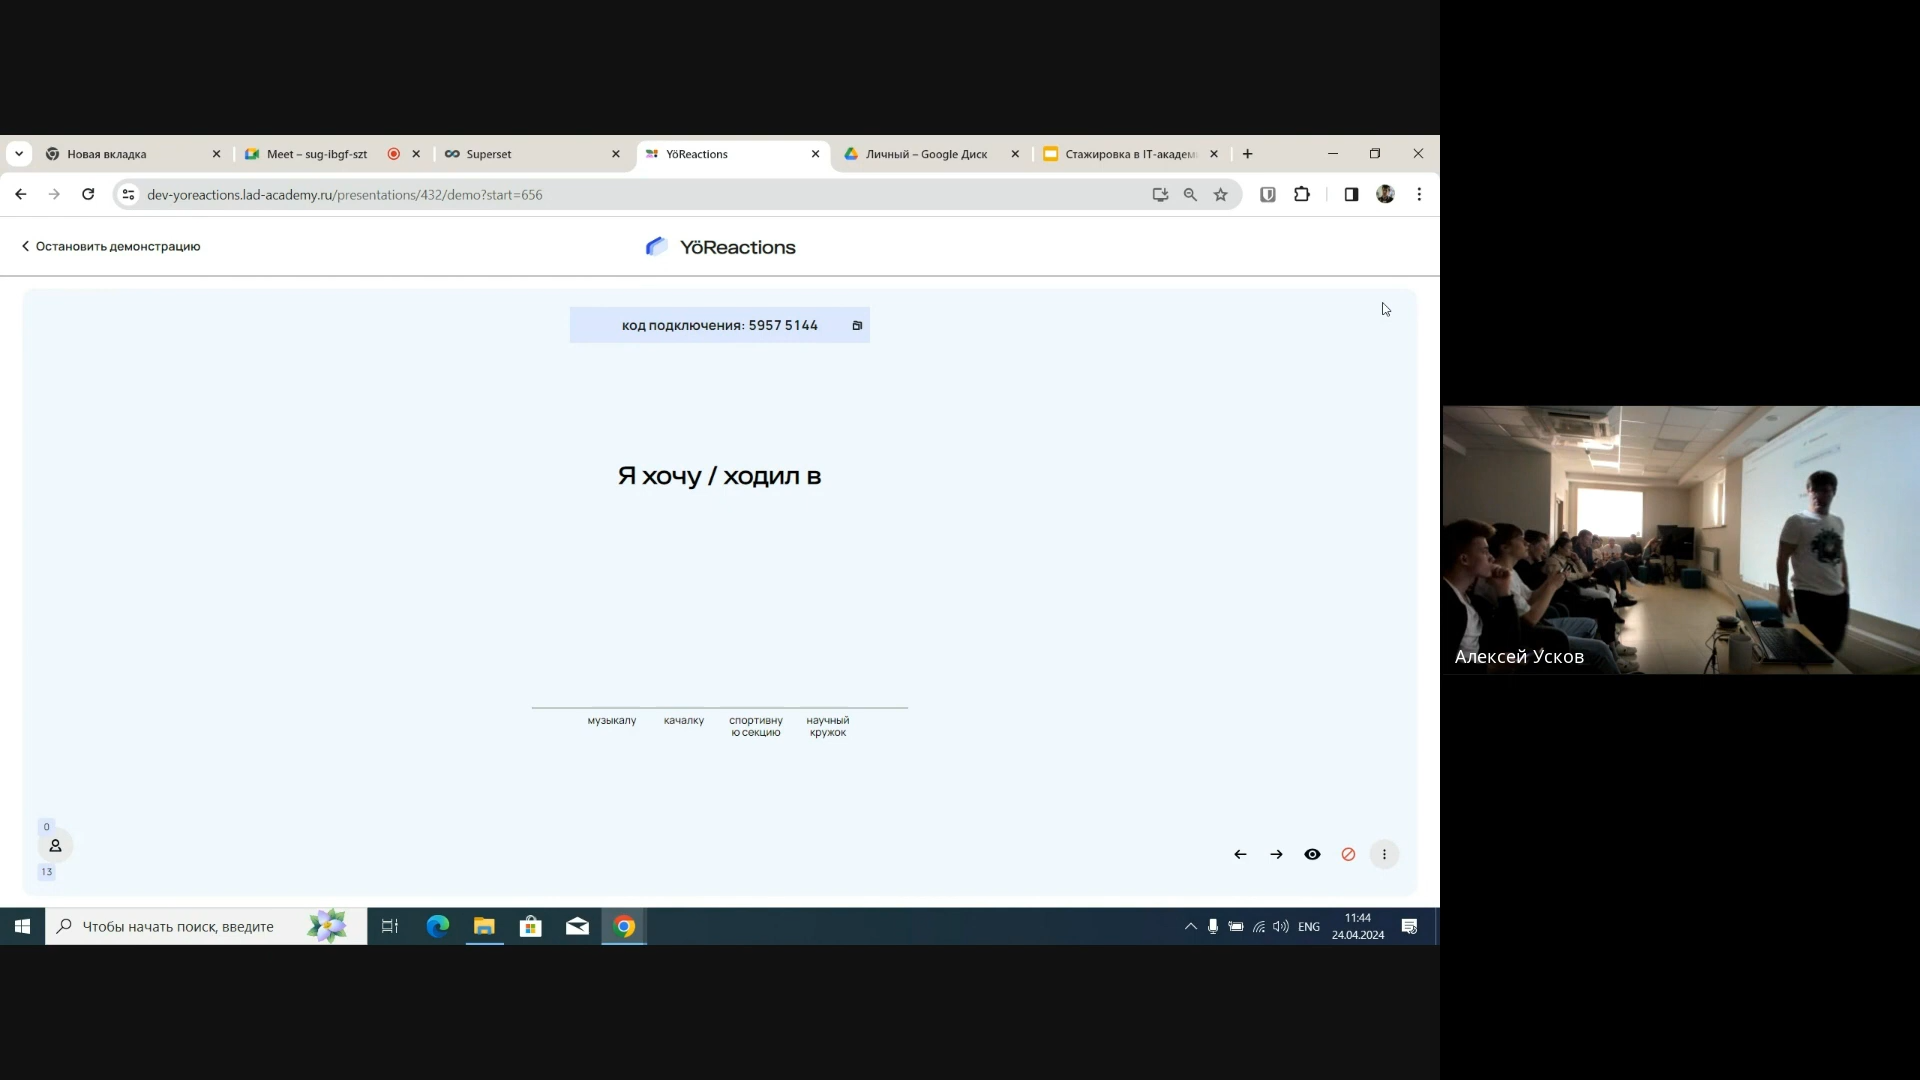 Новая вкладка
Meet – sug-ibgf-szt
Superset
YöReactions
Личный – Google Диск
Стажировка в IT-академ
dev-yoreactions.lad-academy.ru/presentations/432/demo?start=656
Остановить демонстрацию
YöReactions
код подключения: 5957 5144
Я хочу / ходил в
музыкалу
качалку
спортивну
ю секцию
научный
кружок
0
13
Алексей Усков
Чтобы начать поиск, введите
ENG
11:44
24.04.2024